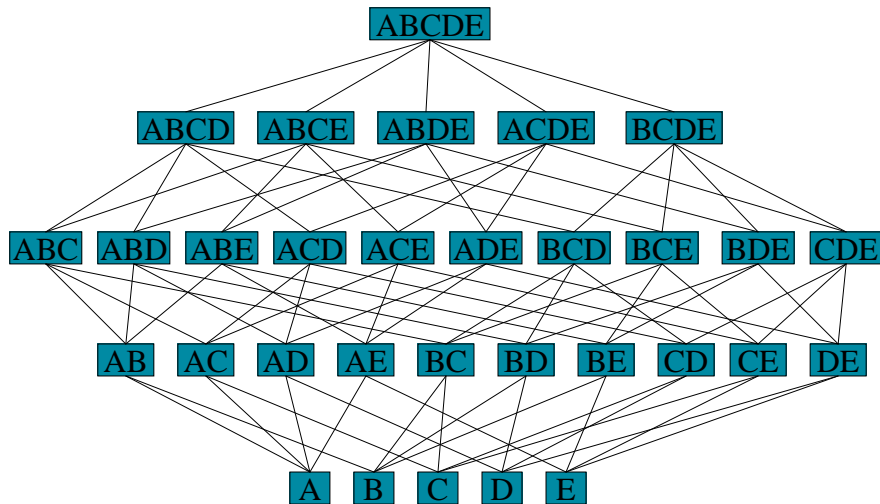 ABCDE
ABCD ABCE ABDE ACDE BCDE
ABC ABD ABE ACD ACE ADE BCD BCE BDE CDE
AB AC AD AE BC BD BE CD CE DE
A B C D E